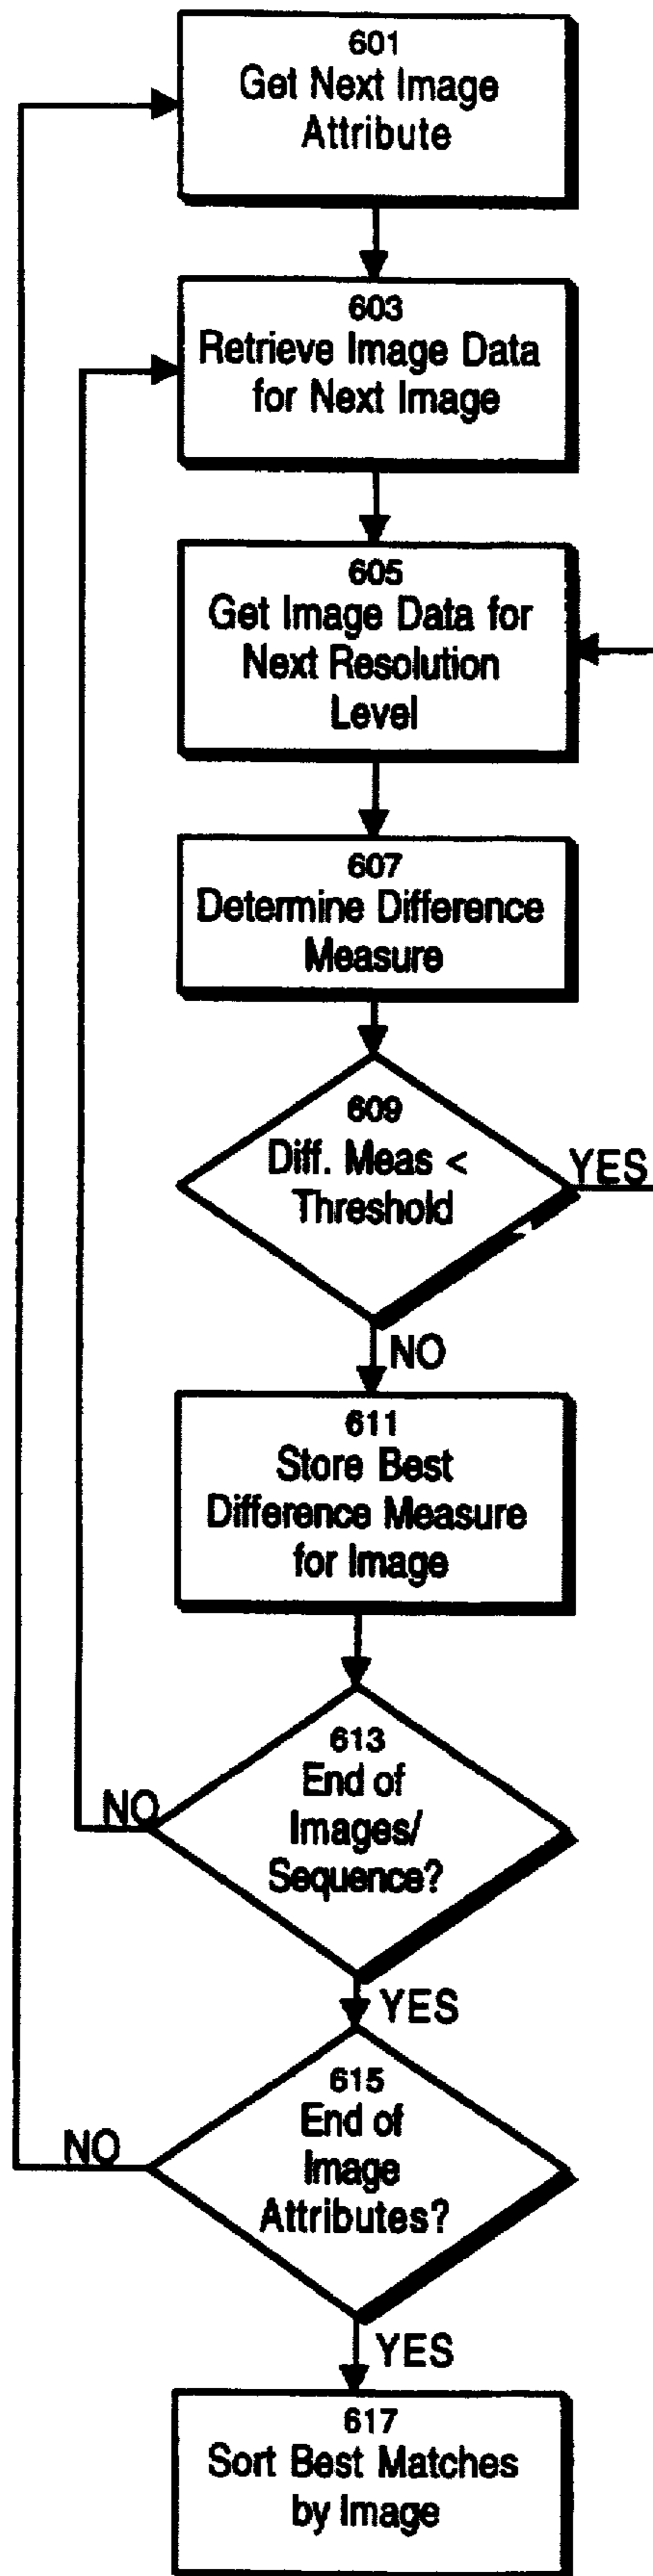 601
Get Next Image
Attribute
603
Retrieve Image Data
for Next Image
605
Get Image Data for
Next Resolution
Level
607
Determine Difference
Measure
609
Diff. Meas <
Threshold
YES
NO
611
Store Best
Difference Measure
for Image
613
End of
Images/
Sequence?
NO
YES
615
End of
Image
Attributes?
NO
YES
617
Sort Best Matches
by Image